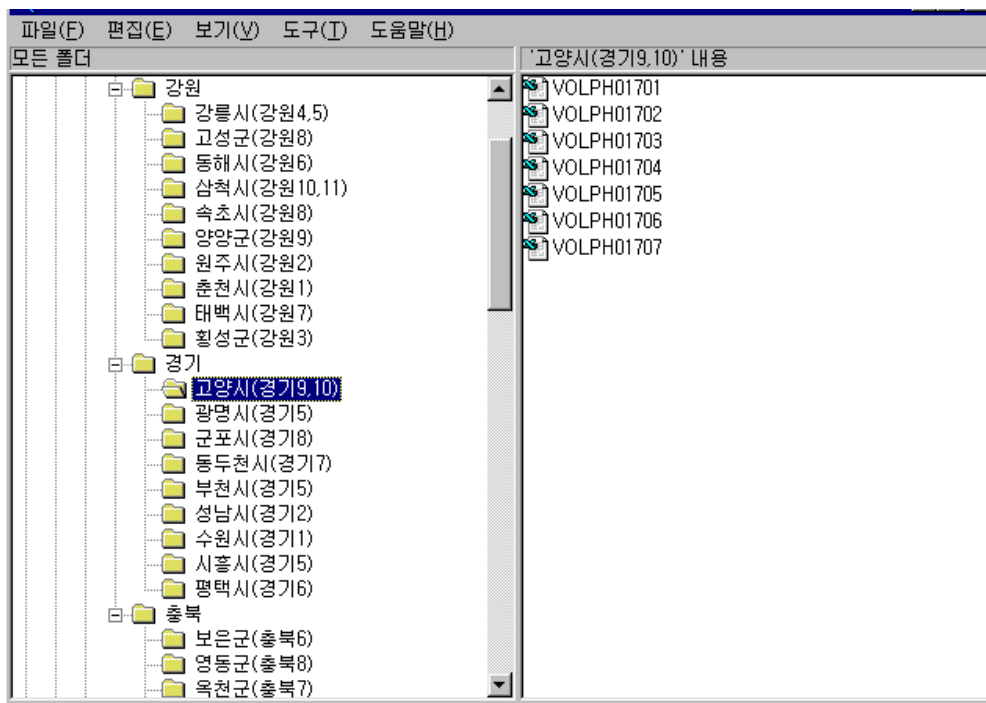 파일(F) 편집(E) 보기(V) 도구(T) 도움말(H)
모든 폴더
강원
강릉시(강원4,5)
고성군(강원8)
동해시(강원6)
삼척시(강원10,11)
속초시(강원8)
양양군(강원9)
원주시(강원2)
춘천시(강원1)
태백시(강원7)
횡성군(강원3)
경기
고양시(경기9,10)
광명시(경기5)
군포시(경기8)
동두천시(경기7)
부천시(경기5)
성남시(경기2)
수원시(경기1)
시흥시(경기5)
평택시(경기6)
충북
보은군(충북6)
영동군(충북8)
옥천군(충북7)
'고양시(경기9,10)' 내용
VOLPH01701
VOLPH01702
VOLPH01703
VOLPH01704
VOLPH01705
VOLPH01706
VOLPH01707